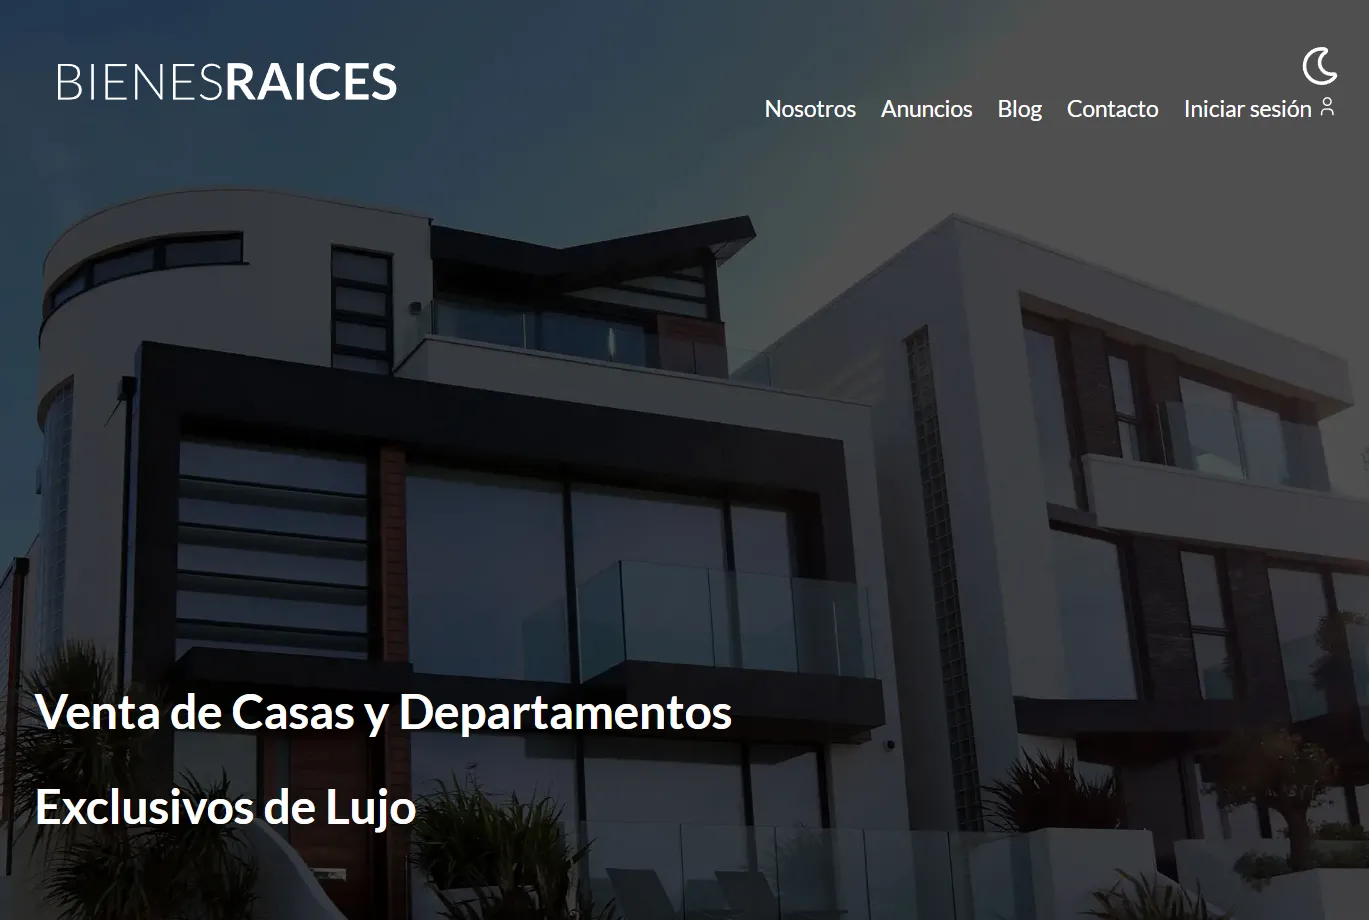 BIENESRAICES
Nosotros Anuncios Blog Contacto Iniciar sesión
Venta de Casas y Departamentos
Exclusivos de Lujo